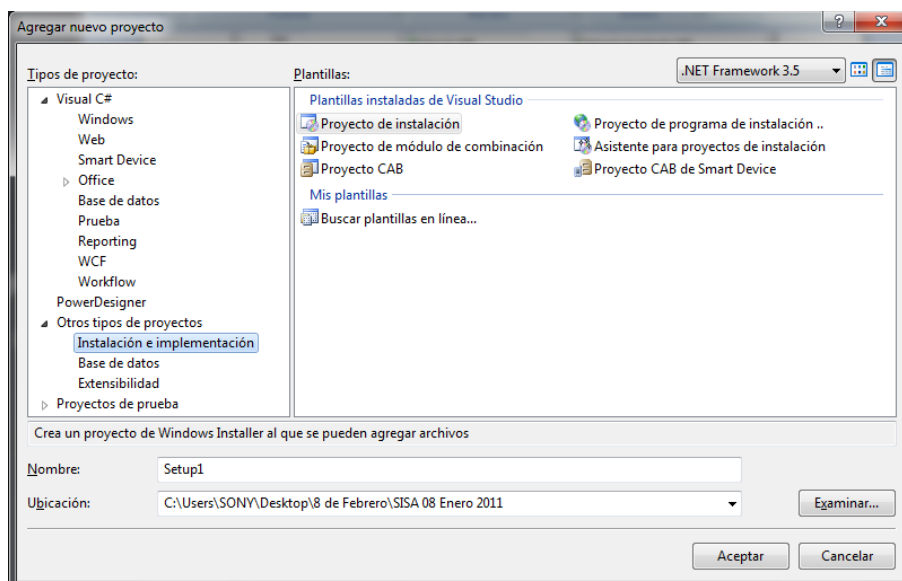 Agregar nuevo proyecto
Tipos de proyecto:
Plantillas:
.NET Framework 3.5
Visual C#
Windows
Web
Smart Device
Office
Base de datos
Prueba
Reporting
WCF
Workflow
PowerDesigner
Otros tipos de proyectos
Instalación e implementación
Base de datos
Extensibilidad
Proyectos de prueba
Plantillas instaladas de Visual Studio
Proyecto de instalación
Proyecto de programa de instalación ..
Proyecto de módulo de combinación
Asistente para proyectos de instalación
Proyecto CAB
Proyecto CAB de Smart Device
Mis plantillas
Buscar plantillas en línea...
Crea un proyecto de Windows Installer al que se pueden agregar archivos
Nombre:
Setup1
Ubicación:
C:\Users\SONY\Desktop\8 de Febrero\SISA 08 Enero 2011
Examinar...
Aceptar
Cancelar